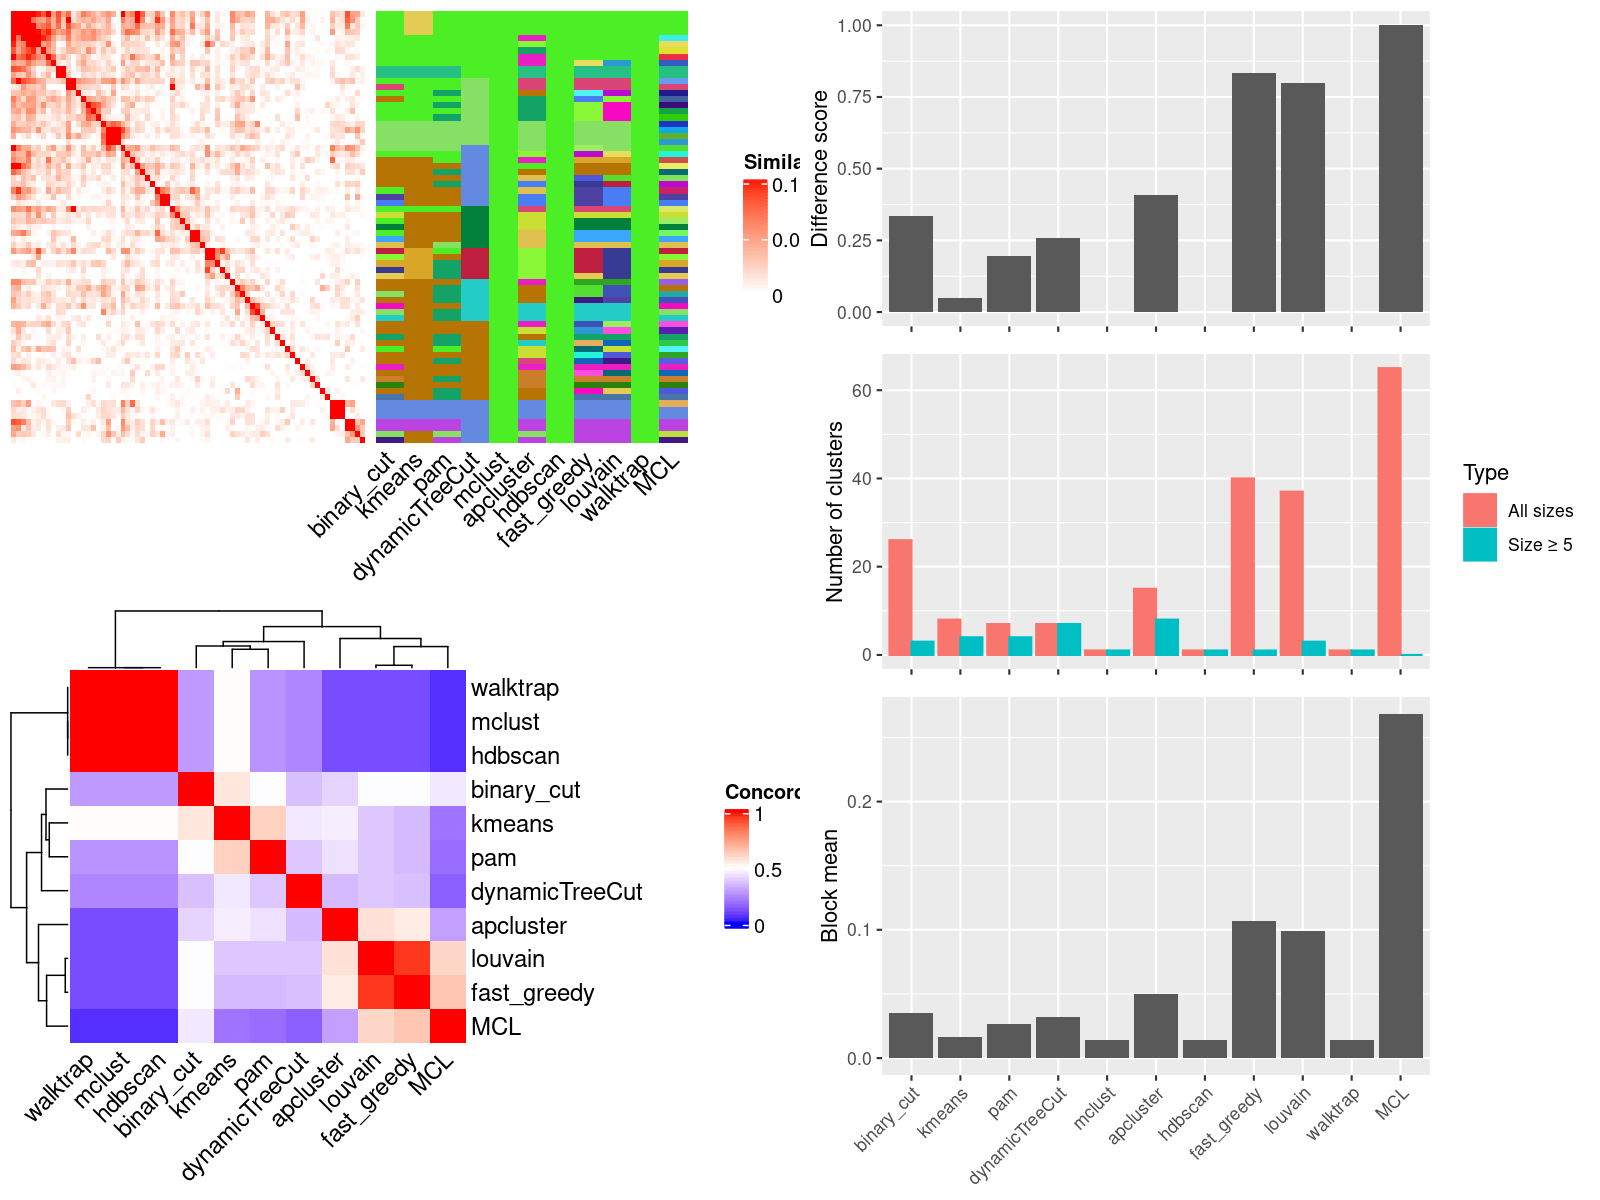 Simila
0.1
0.0
0
binary_cut
kmeans
pam
dynamicTreeCut
mclust
apcluster
hdbscan
fast_greedy
louvain
walktrap
MCL
walktrap
mclust
hdbscan
binary_cut
kmeans
pam
dynamicTreeCut
apcluster
louvain
fast_greedy
MCL
walktrap
mclust
hdbscan
binary_cut
kmeans
pam
dynamicTreeCut
apcluster
louvain
fast_greedy
MCL
Concord
1
0.5
0
Difference score
1.00
0.75
0.50
0.25
0.00
Number of clusters
60
40
20
0
Type
All sizes
Size ≥ 5
Block mean
0.2
0.1
0.0
binary_cut
kmeans
pam
dynamicTreeCut
mclust
apcluster
hdbscan
fast_greedy
louvain
walktrap
MCL